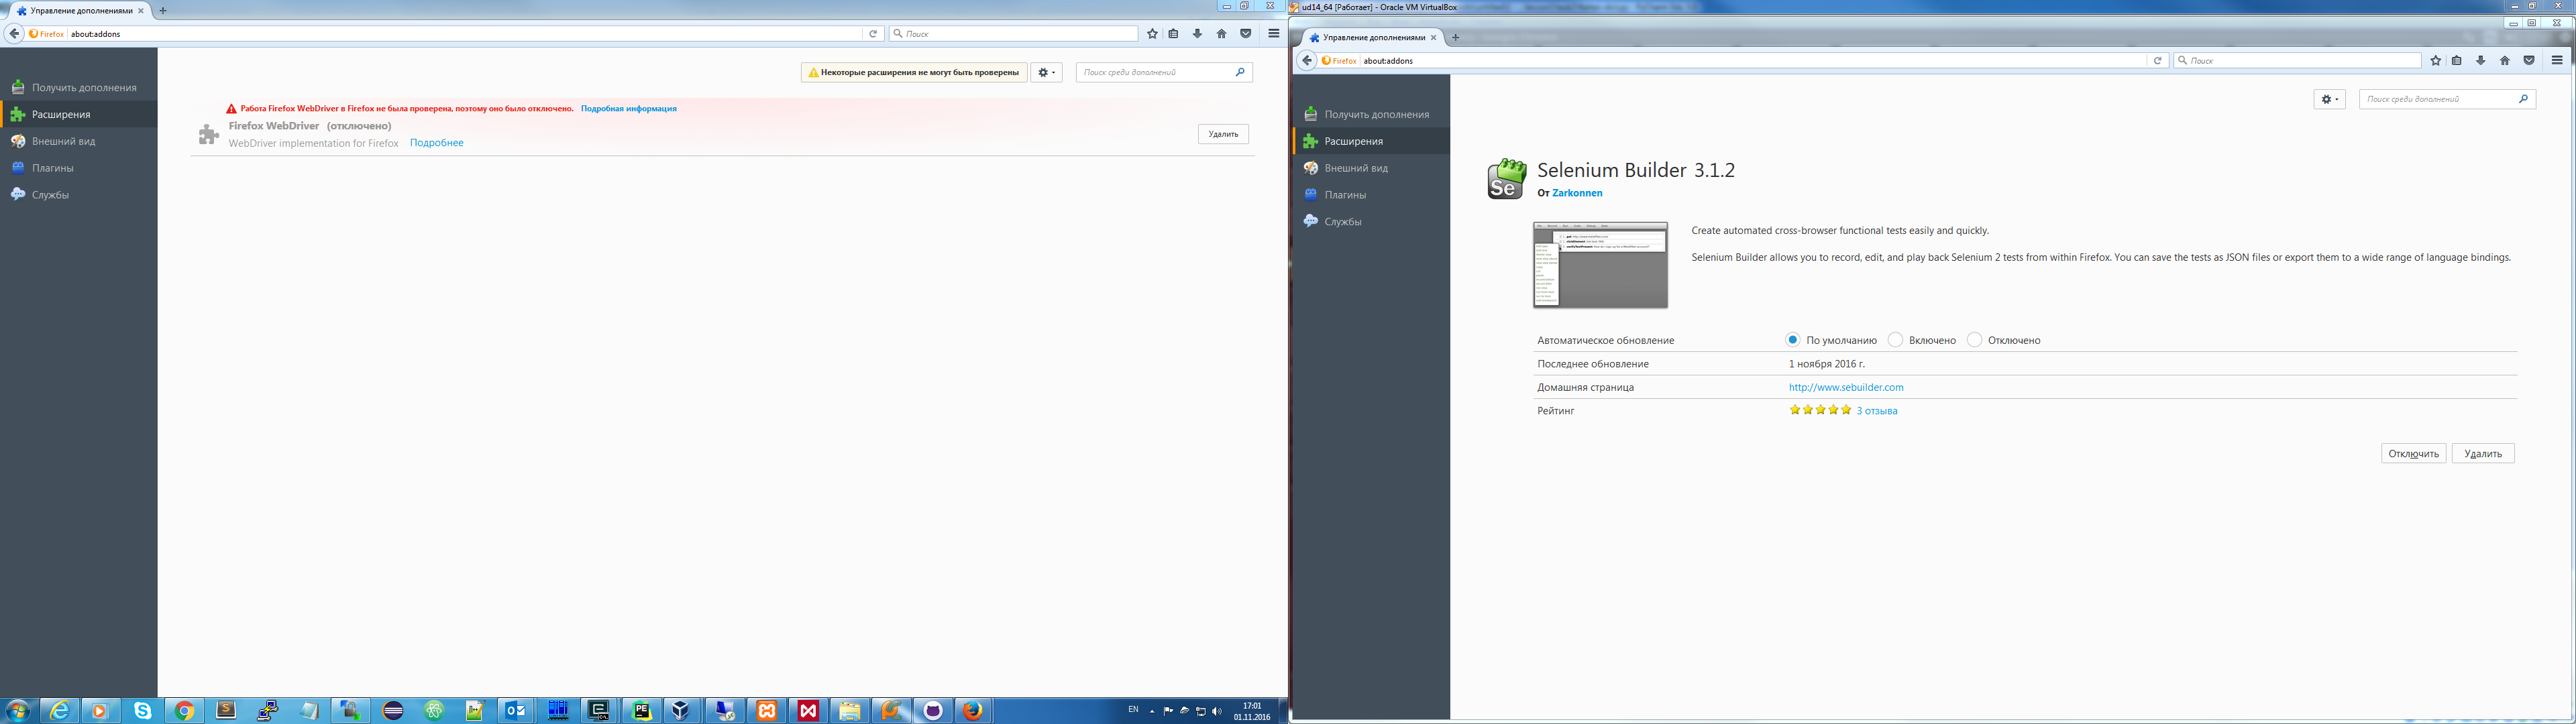 Управление дополнениями
Firefox
about:addons
Поиск
Некоторые расширения не могут быть проверены
Поиск среди дополнений
Получить дополнения
Расширения
Внешний вид
Плагины
Службы
Работа Firefox WebDriver в Firefox не была проверена, поэтому оно было отключено. Подробная информация
Firefox WebDriver (отключено)
WebDriver implementation for Firefox Подробнее
Удалить
EN
17:01
01.11.2016
ud14_64 [Работает] - Oracle VM VirtualBox
Управление дополнениями
Firefox
about:addons
Поиск
Поиск среди дополнений
Получить дополнения
Расширения
Внешний вид
Плагины
Службы
Se
Selenium Builder 3.1.2
От Zarkonnen
Create automated cross-browser functional tests easily and quickly.
Selenium Builder allows you to record, edit, and play back Selenium 2 tests from within Firefox. You can save the tests as JSON files or export them to a wide range of language bindings.
Автоматическое обновление
По умолчанию Включено Отключено
Последнее обновление
1 ноября 2016 г.
Домашняя страница
http://www.sebuilder.com
Рейтинг
3 отзыва
Отключить
Удалить